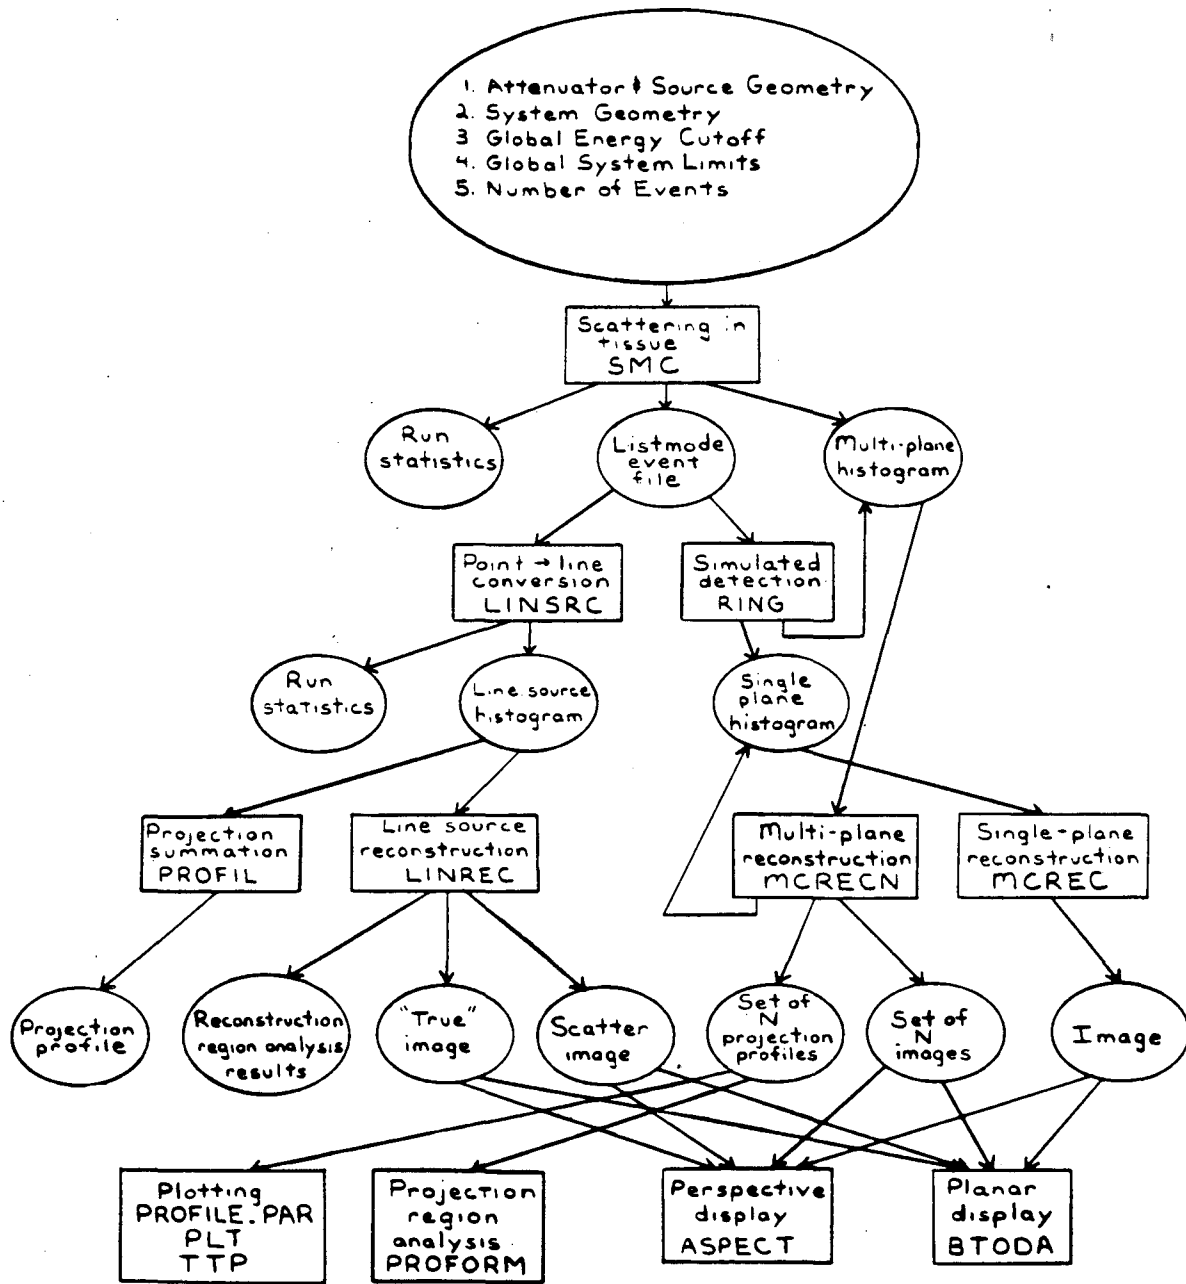 1. Attenuator & Source Geometry
2. System Geometry
3 Global Energy Cutoff
4. Global System Limits
5. Number of Events
Scattering in
tissue
SMC
Run
statistics
Listmode
event
file
Multi-plane
histogram
Point → line
conversion
LINSRC
Simulated
detection
RING
Run
statistics
Line source
histogram
Single
plane
histogram
Projection
summation
PROFIL
Line source
reconstruction
LINREC
Multi-plane
reconstruction
MCRECN
Single-plane
reconstruction
MCREC
Projection
profile
Reconstruction
region analysis
results
"True"
image
Scatter
image
Set of
N
projection
profiles
Set of
N
images
Image
Plotting
PROFILE.PAR
PLT
TTP
Projection
region
analysis
PROFORM
Perspective
display
ASPECT
Planar
display
BTODA